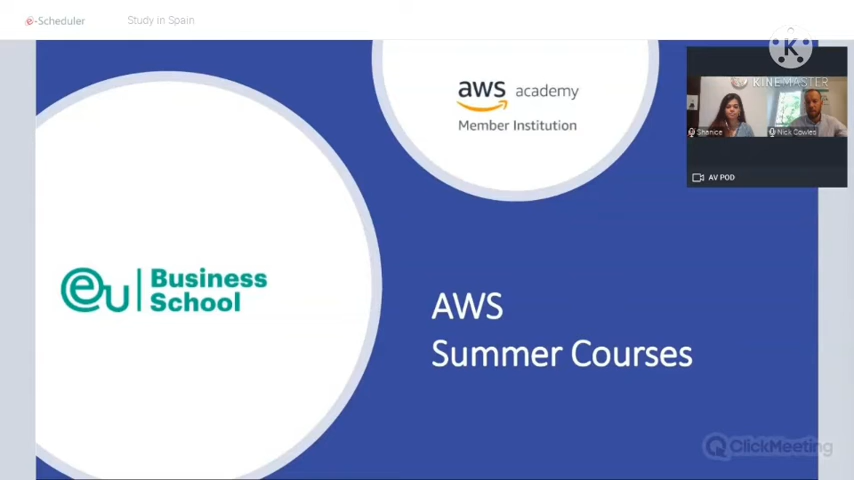 e-Scheduler
Study in Spain
aws academy
Member Institution
K
KINEMASTER
Shenice
Nick Cowles
AV POD
eu Business
School
AWS
Summer Courses
ClickMeeting